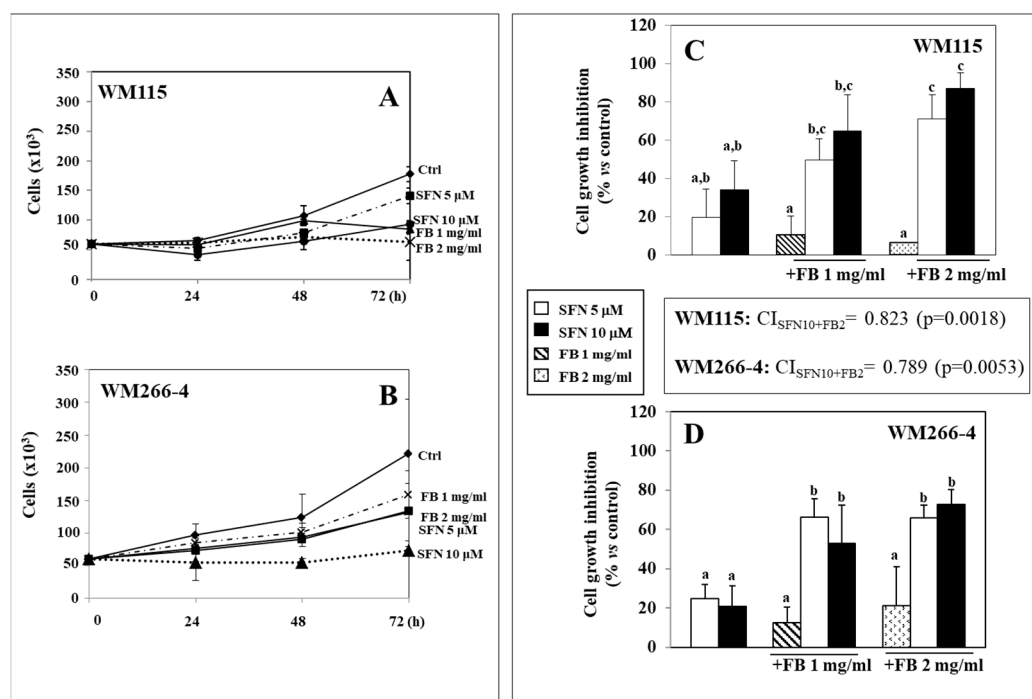 WM115
A
Cells (x10³)
350
300
250
200
150
100
50
0
0 24 48 72 (h)
Ctrl
SFN 5 µM
SFN 10 µM
FB 1 mg/ml
FB 2 mg/ml
WM266-4
B
Cells (x10³)
350
300
250
200
150
100
50
0
0 24 48 72 (h)
Ctrl
FB 1 mg/ml
FB 2 mg/ml
SFN 5 µM
SFN 10 µM
C
WM115
Cell growth inhibition
(% vs control)
120
100
80
60
40
20
0
a,b
a,b
a
b,c
b,c
a
c
c
+FB 1 mg/ml
+FB 2 mg/ml
SFN 5 µM
SFN 10 µM
FB 1 mg/ml
FB 2 mg/ml
WM115: CI SFN10+FB2= 0.823 (p=0.0018)
WM266-4: CI SFN10+FB2= 0.789 (p=0.0053)
D
WM266-4
Cell growth inhibition
(% vs control)
120
100
80
60
40
20
0
a
a
a
b
b
a
b
b
+FB 1 mg/ml
+FB 2 mg/ml